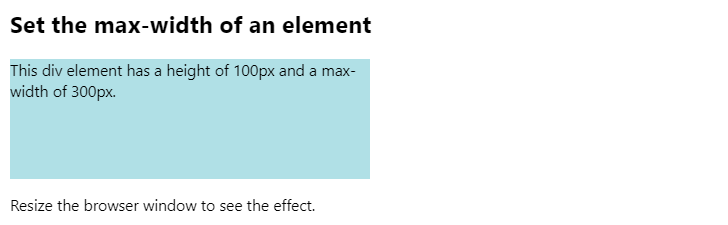 Set the max-width of an element
This div element has a height of 100px and a max-
width of 300px.
Resize the browser window to see the effect.